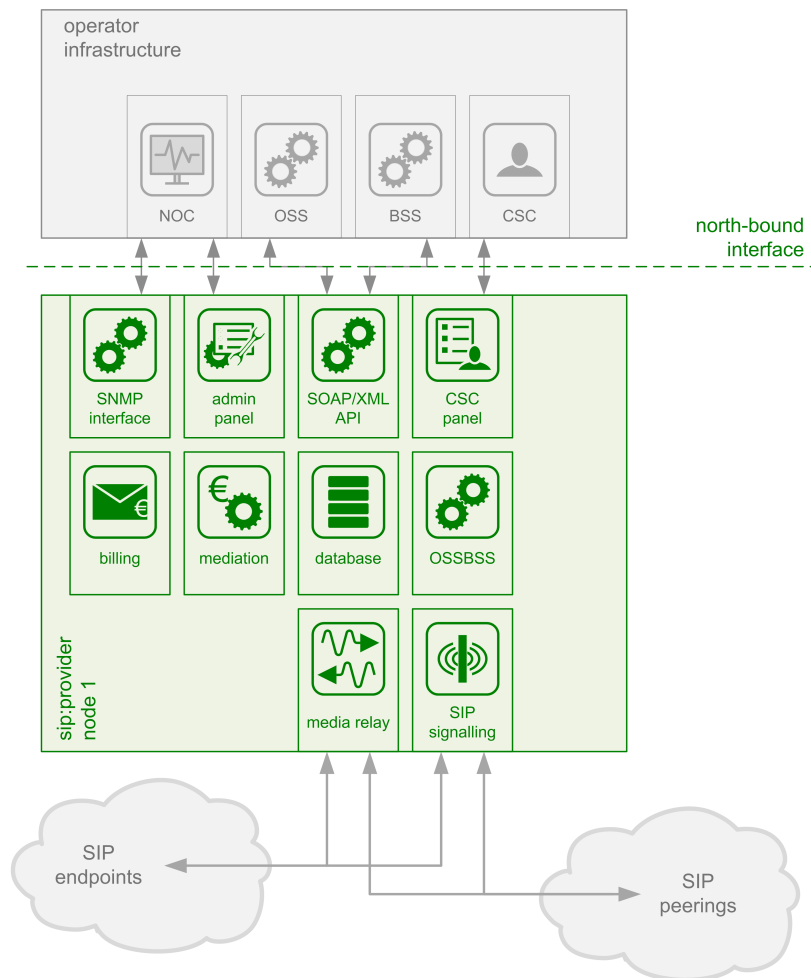 operator
infrastructure
NOC
OSS
BSS
CSC
north-bound
interface
SNMP
interface
admin
panel
SOAP/XML
API
CSC
panel
€
€
billing
mediation
database
OSSBSS
sip:provider
node 1
media relay
SIP
signalling
SIP
endpoints
SIP
peerings